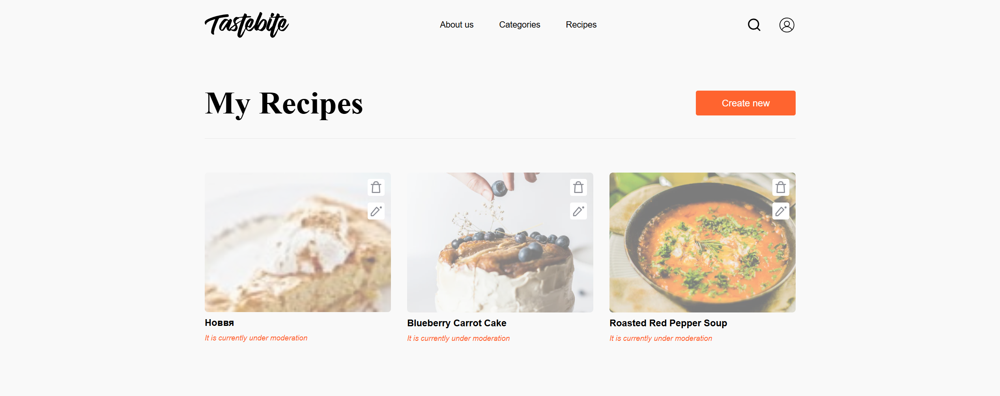 Tastebite
About us
Categories
Recipes
My Recipes
Create new
Новвя
It is currently under moderation
Blueberry Carrot Cake
It is currently under moderation
Roasted Red Pepper Soup
It is currently under moderation